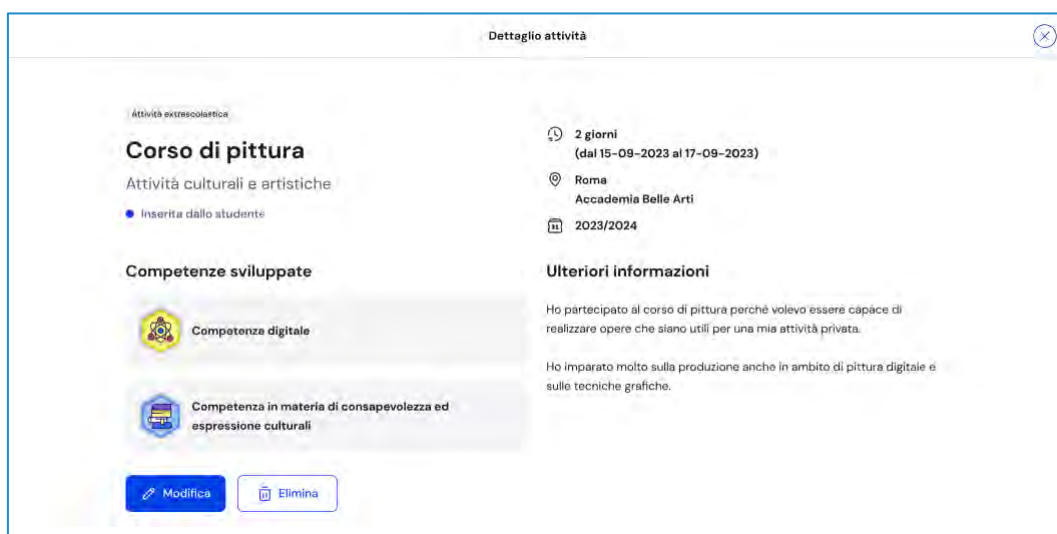 Dettaglio attività
Attività extrascolastica
Corso di pittura
Attività culturali e artistiche
Inserita dallo studente
2 giorni
(dal 15-09-2023 al 17-09-2023)
Roma
Accademia Belle Arti
2023/2024
Competenze sviluppate
Competenza digitale
Competenza in materia di consapevolezza ed
espressione culturali
Ulteriori informazioni
Ho partecipato al corso di pittura perché volevo essere capace di
realizzare opere che siano utili per una mia attività privata.
Ho imparato molto sulla produzione anche in ambito di pittura digitale e
sulle tecniche grafiche.
Modifica
Elimina